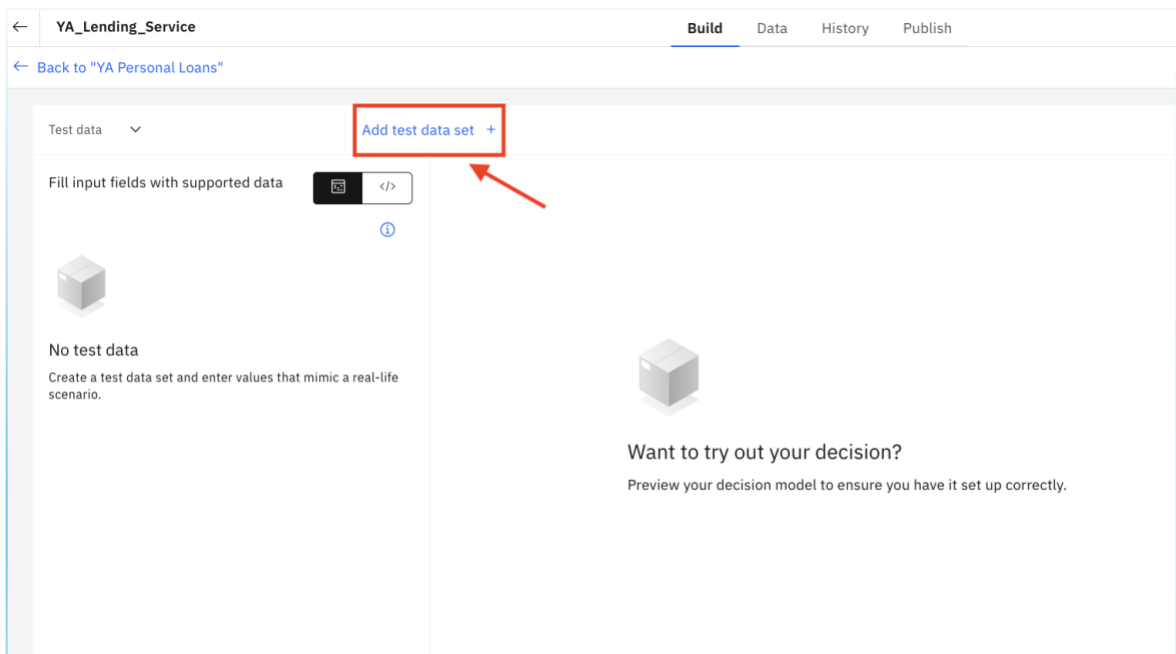 YA_Lending_Service
Build Data History Publish
Back to "YA Personal Loans"
Test data
Add test data set +
Fill input fields with supported data
</>
No test data
Create a test data set and enter values that mimic a real-life
scenario.
Want to try out your decision?
Preview your decision model to ensure you have it set up correctly.